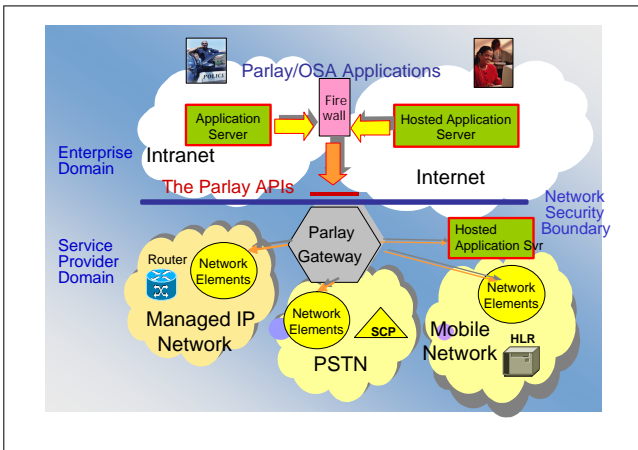 POLICE
Parlay/OSA Applications
Fire
wall
Application
Server
Hosted Application
Server
Enterprise
Domain
Intranet
Internet
The Parlay APIs
Network
Security
Boundary
Service
Provider
Domain
Parlay
Gateway
Hosted
Application Svr
Router
Network
Elements
Managed IP
Network
Network
Elements
SCP
PSTN
Network
Elements
Mobile
Network
HLR